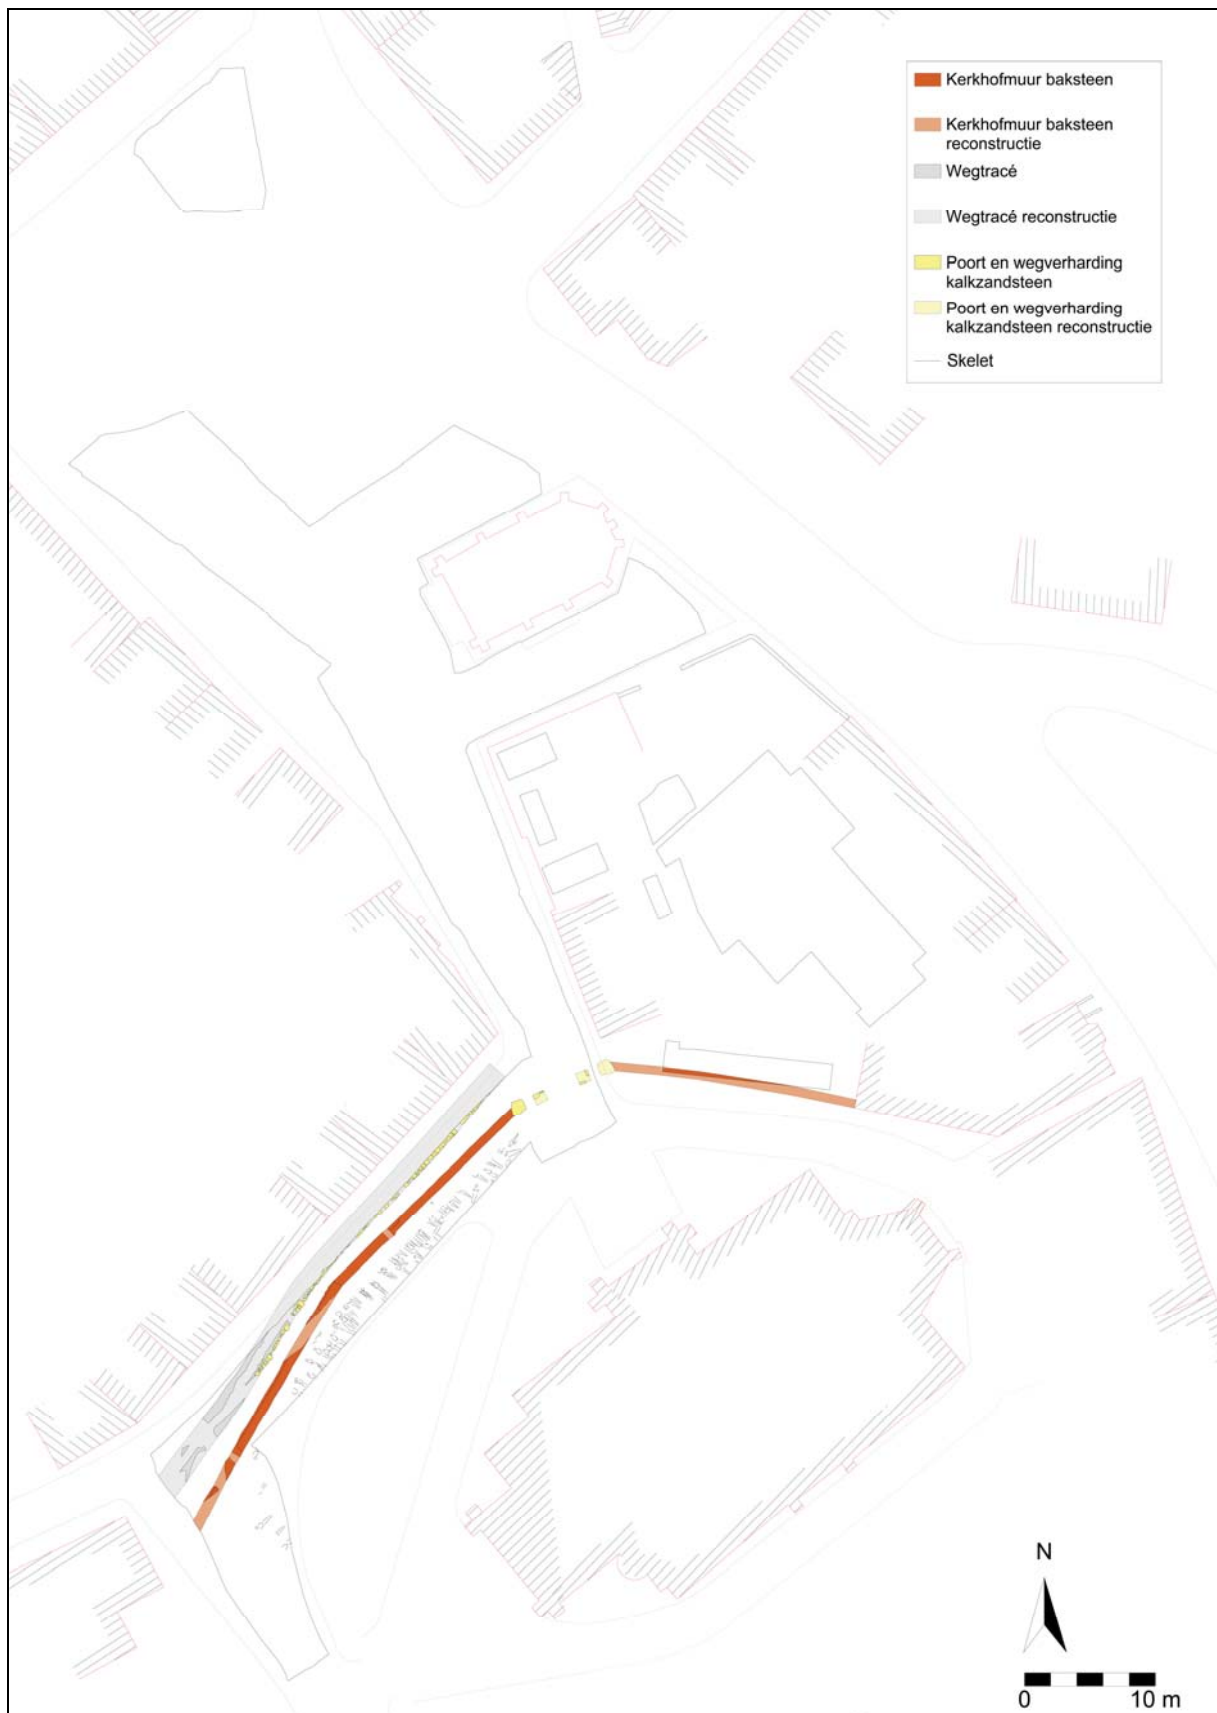 Kerkhofmuur baksteen
Kerkhofmuur baksteen
reconstructie
Wegtracé
Wegtracé reconstructie
Poort en wegverharding
kalkzandsteen
Poort en wegverharding
kalkzandsteen reconstructie
Skelet
N
0 10 m